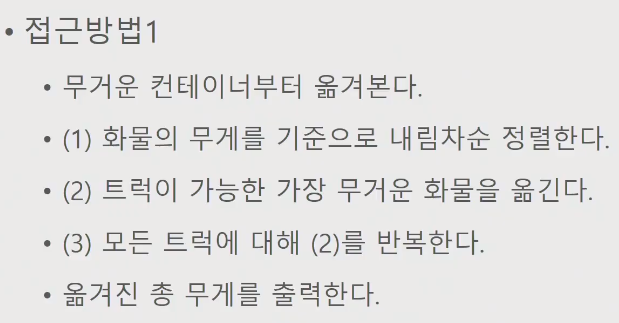 • 접근방법1
• 무거운 컨테이너부터 옮겨본다.
• (1) 화물의 무게를 기준으로 내림차순 정렬한다.
• (2) 트럭이 가능한 가장 무거운 화물을 옮긴다.
• (3) 모든 트럭에 대해 (2)를 반복한다.
• 옮겨진 총 무게를 출력한다.